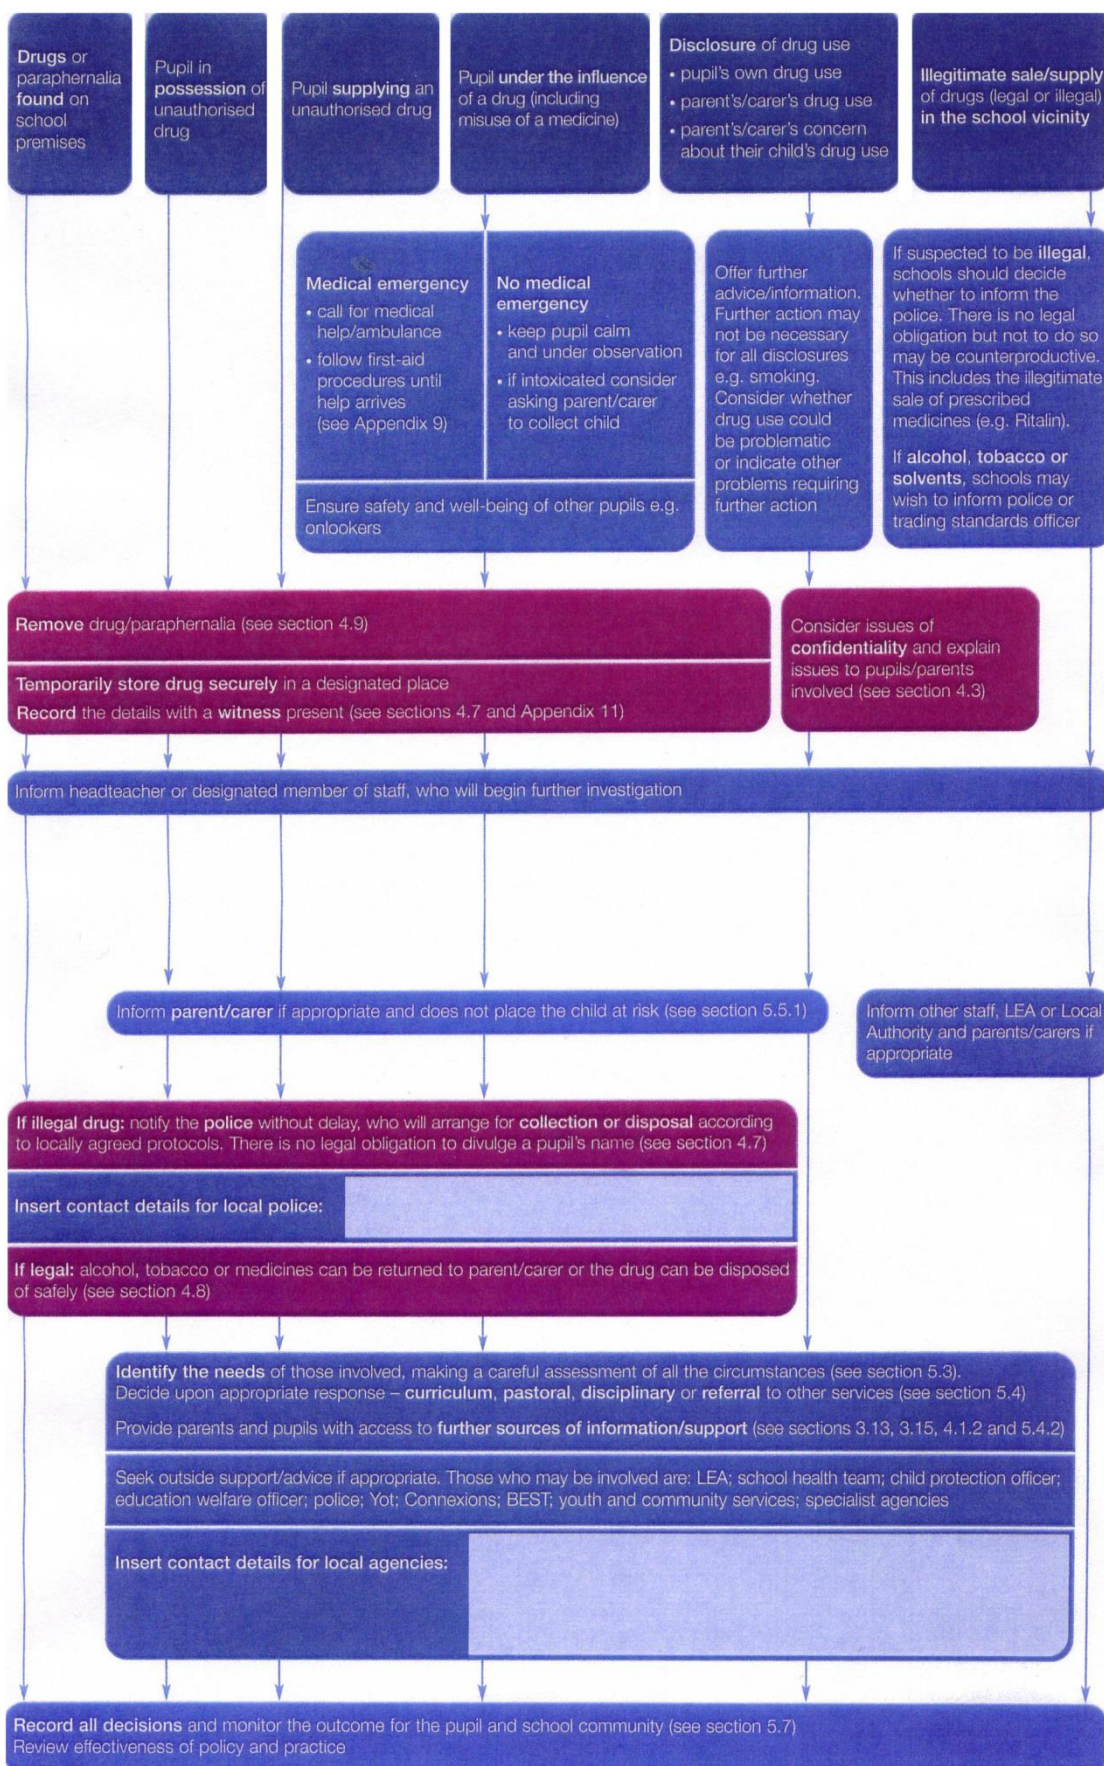 Drugs or
paraphernalia
found on
school
premises
Pupil in
possession of
unauthorised
drug
Pupil supplying an
unauthorised drug
Pupil under the influence
of a drug (including
misuse of a medicine)
Disclosure of drug use
• pupil's own drug use
• parent's/carer's drug use
• parent's/carer's concern
about their child's drug use
Illegitimate sale/supply
of drugs (legal or illegal)
in the school vicinity
Medical emergency
• call for medical
help/ambulance
• follow first-aid
procedures until
help arrives
(see Appendix 9)
No medical
emergency
• keep pupil calm
and under observation
• if intoxicated consider
asking parent/carer
to collect child
Ensure safety and well-being of other pupils e.g.
onlookers
Offer further
advice/information.
Further action may
not be necessary
for all disclosures
e.g. smoking.
Consider whether
drug use could
be problematic
or indicate other
problems requiring
further action
If suspected to be illegal,
schools should decide
whether to inform the
police. There is no legal
obligation but not to do so
may be counterproductive.
This includes the illegitimate
sale of prescribed
medicines (e.g. Ritalin).
If alcohol, tobacco or
solvents, schools may
wish to inform police or
trading standards officer
Remove drug/paraphernalia (see section 4.9)
Temporarily store drug securely in a designated place
Record the details with a witness present (see sections 4.7 and Appendix 11)
Consider issues of
confidentiality and explain
issues to pupils/parents
involved (see section 4.3)
Inform headteacher or designated member of staff, who will begin further investigation
Inform parent/carer if appropriate and does not place the child at risk (see section 5.5.1)
Inform other staff, LEA or Local
Authority and parents/carers if
appropriate
If illegal drug: notify the police without delay, who will arrange for collection or disposal according
to locally agreed protocols. There is no legal obligation to divulge a pupil's name (see section 4.7)
Insert contact details for local police:
If legal: alcohol, tobacco or medicines can be returned to parent/carer or the drug can be disposed
of safely (see section 4.8)
Identify the needs of those involved, making a careful assessment of all the circumstances (see section 5.3).
Decide upon appropriate response – curriculum, pastoral, disciplinary or referral to other services (see section 5.4)
Provide parents and pupils with access to further sources of information/support (see sections 3.13, 3.15, 4.1.2 and 5.4.2)
Seek outside support/advice if appropriate. Those who may be involved are: LEA; school health team; child protection officer;
education welfare officer; police; Yot; Connexions; BEST; youth and community services; specialist agencies
Insert contact details for local agencies:
Record all decisions and monitor the outcome for the pupil and school community (see section 5.7)
Review effectiveness of policy and practice